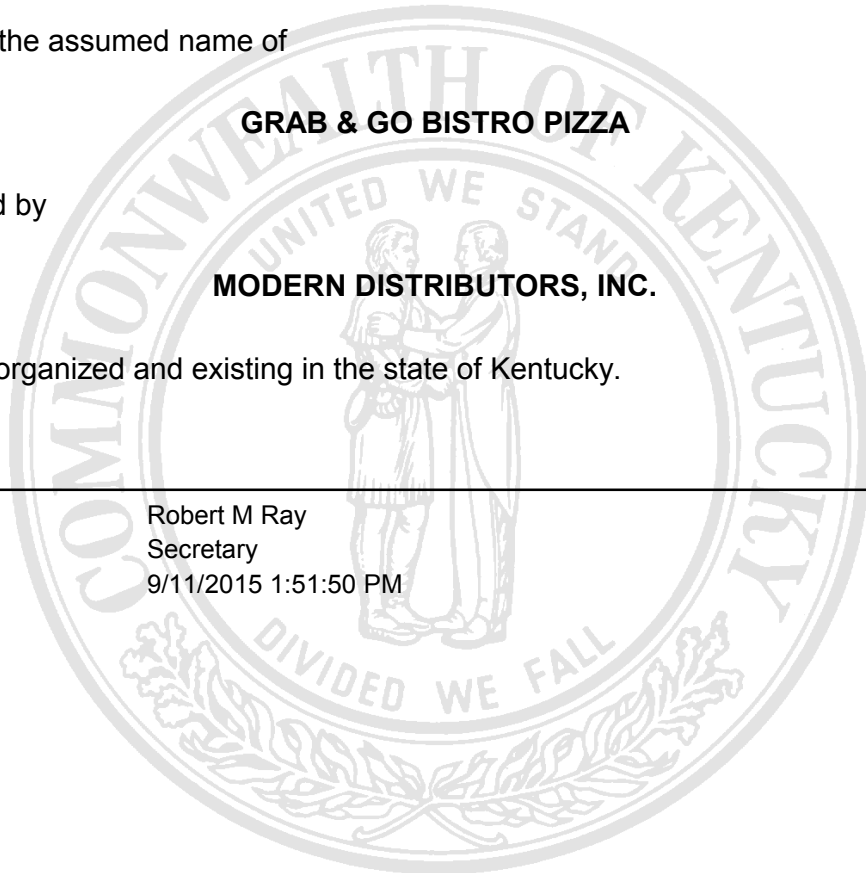 the assumed name of
GRAB & GO BISTRO PIZZA
d by
MODERN DISTRIBUTORS, INC.
organized and existing in the state of Kentucky.
Robert M Ray
Secretary
9/11/2015 1:51:50 PM
COMMONWEALTH OF KENTUCKY
UNITED WE STAND
DIVIDED WE FALL